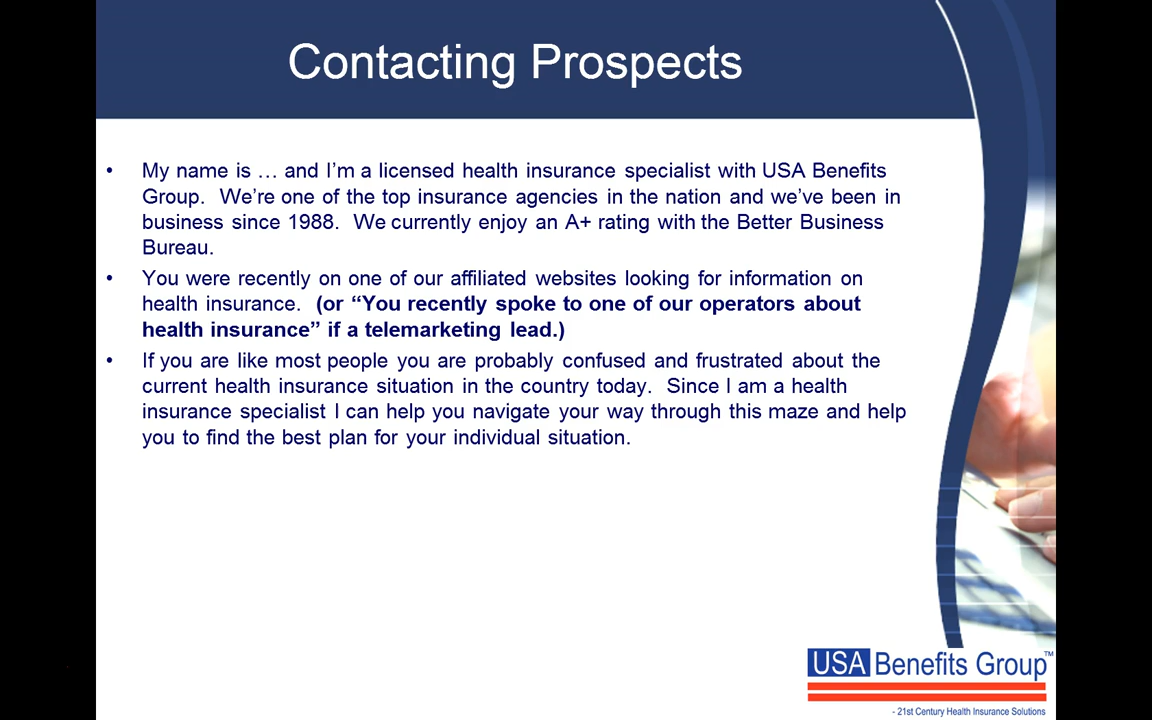 Contacting Prospects
• My name is … and I’m a licensed health insurance specialist with USA Benefits
Group.  We’re one of the top insurance agencies in the nation and we’ve been in
business since 1988.  We currently enjoy an A+ rating with the Better Business
Bureau.
• You were recently on one of our affiliated websites looking for information on
health insurance.  (or “You recently spoke to one of our operators about
health insurance” if a telemarketing lead.)
• If you are like most people you are probably confused and frustrated about the
current health insurance situation in the country today.  Since I am a health
insurance specialist I can help you navigate your way through this maze and help
you to find the best plan for your individual situation.
USA Benefits Group™
- 21st Century Health Insurance Solutions